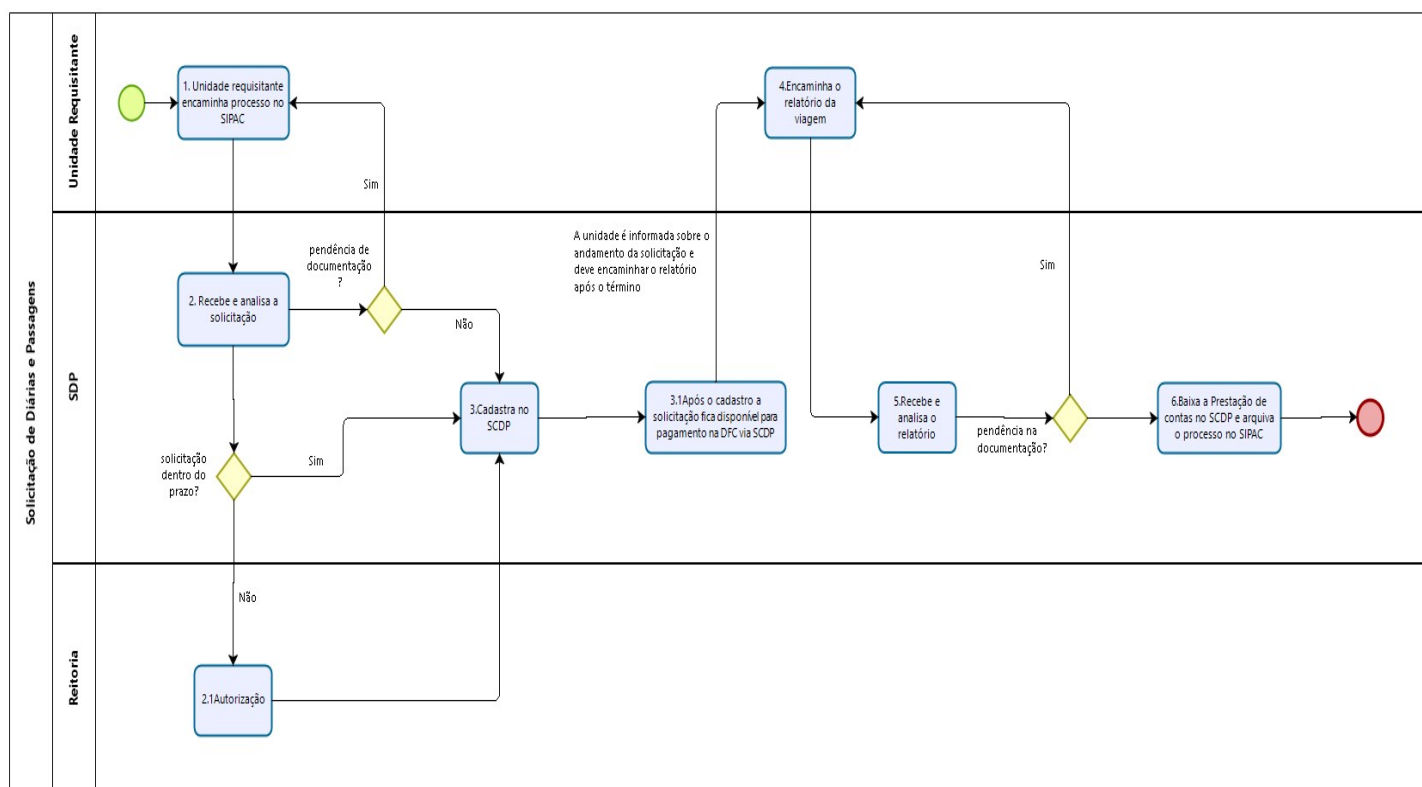 Solicitação de Diárias e Passagens
Unidade Requisitante
1. Unidade requisitante
encaminha processo no
SIPAC
4.Encaminha o
relatório da
viagem
Sim
SDP
2. Recebe e analisa a
solicitação
pendência de
documentação
?
Não
A unidade é informada sobre o
andamento da solicitação e
deve encaminhar o relatório
após o término
Sim
solicitação
dentro do
prazo?
Sim
3.Cadastra no
SCDP
3.1Após o cadastro a
solicitação fica disponível para
pagamento na DFC via SCDP
5.Recebe e
analisa o
relatório
pendência na
documentação?
6.Baixa a Prestação de
contas no SCDP e arquiva
o processo no SIPAC
Reitoria
Não
2.1Autorização